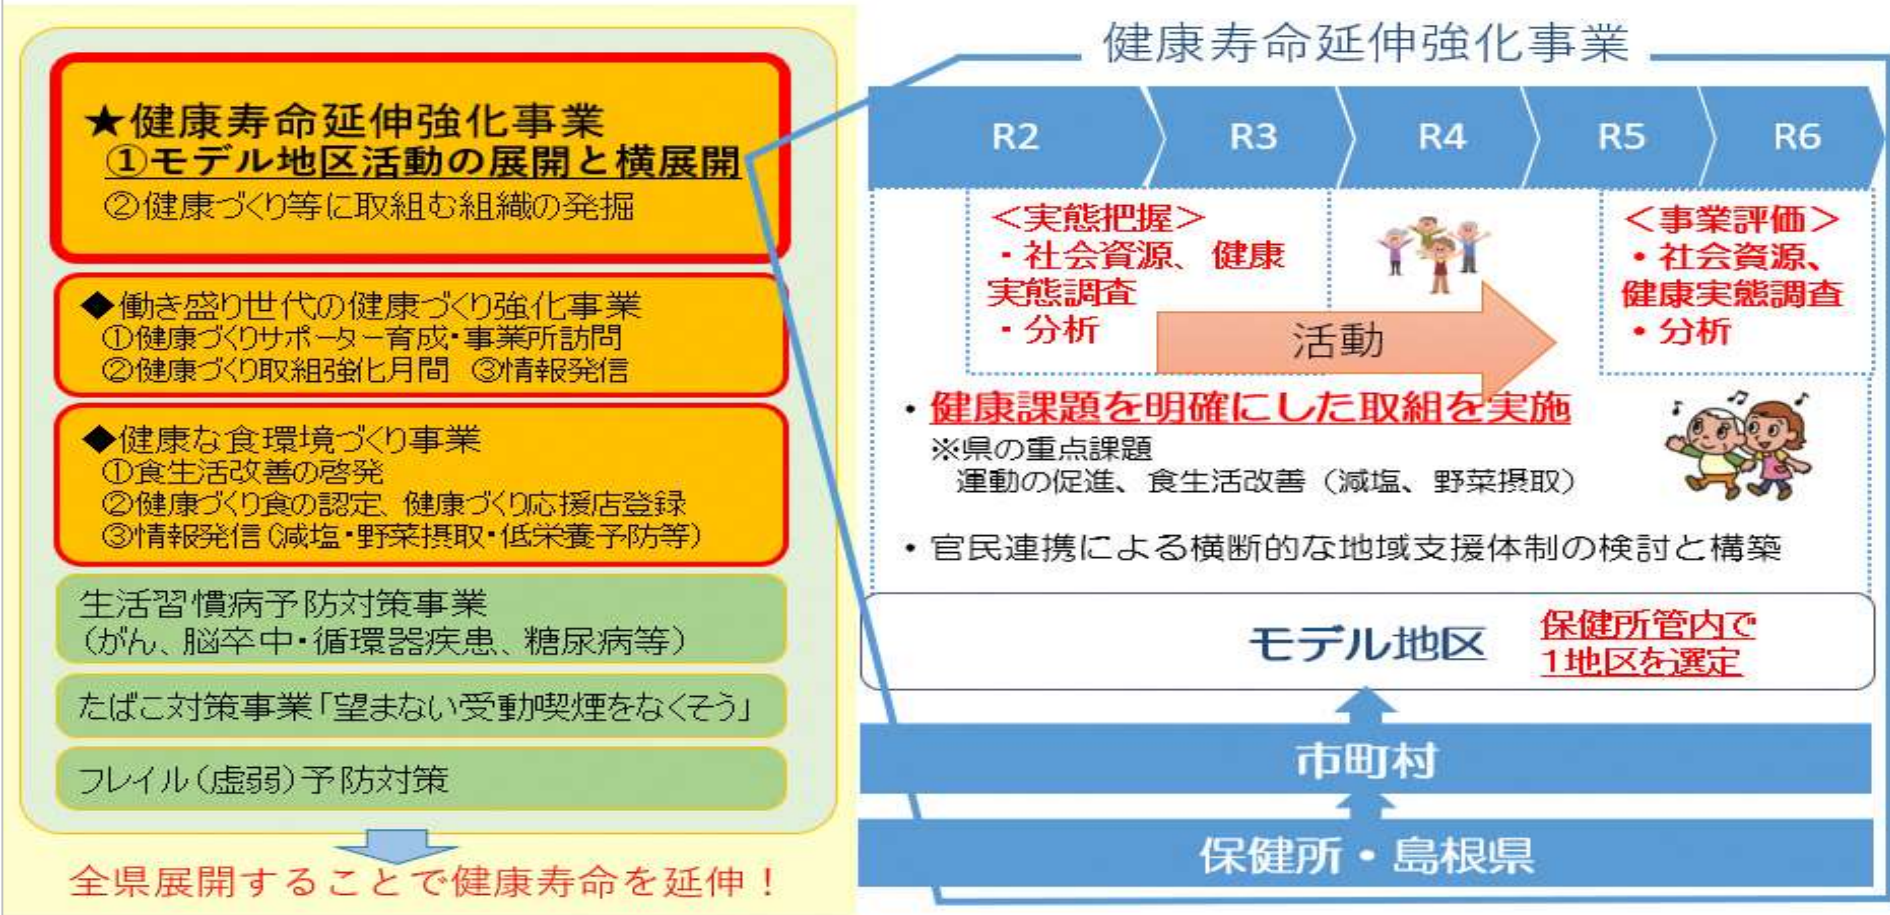 ★健康寿命延伸強化事業
①モデル地区活動の展開と横展開
②健康づくり等に取組む組織の発掘
◆働き盛り世代の健康づくり強化事業
①健康づくりサポーター育成・事業所訪問
②健康づくり取組強化月間 ③情報発信
◆健康な食環境づくり事業
①食生活改善の啓発
②健康づくり食の認定、健康づくり応援店登録
③情報発信(減塩・野菜摂取・低栄養予防等)
生活習慣病予防対策事業
(がん、脳卒中・循環器疾患、糖尿病等)
たばこ対策事業「望まない受動喫煙をなくそう」
フレイル(虚弱)予防対策
全県展開することで健康寿命を延伸!
健康寿命延伸強化事業
R2 R3 R4 R5 R6
<実態把握>
・社会資源、健康
実態調査
・分析
活動
<事業評価>
・社会資源、
健康実態調査
・分析
・健康課題を明確にした取組を実施
※県の重点課題
運動の促進、食生活改善(減塩、野菜摂取)
・官民連携による横断的な地域支援体制の検討と構築
モデル地区
保健所管内で
1地区を選定
市町村
保健所・島根県